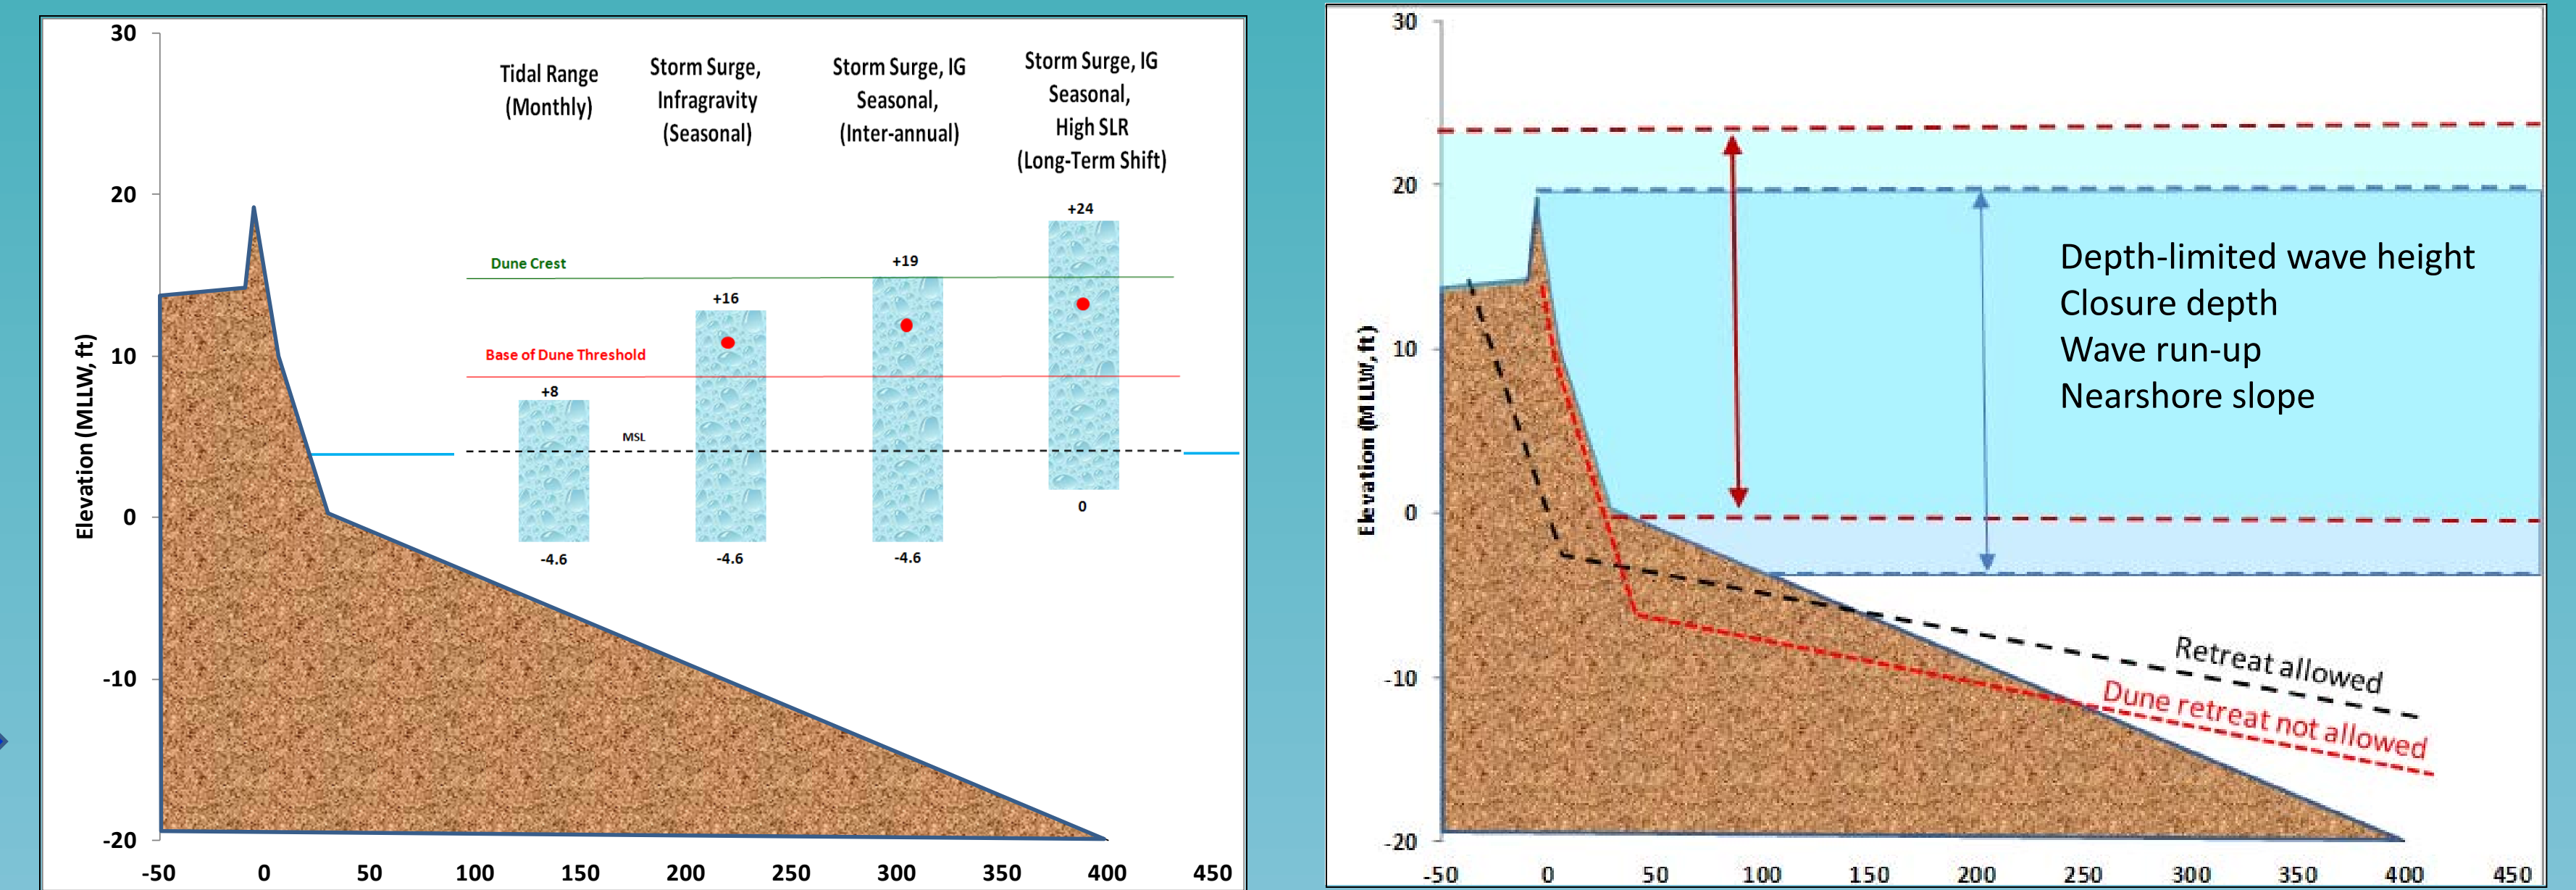 30
20
10
0
-10
-20
Elevation (MLLW, ft)
-50 0 50 100 150 200 250 300 350 400 450
Tidal Range
(Monthly)
Storm Surge,
Infragravity
(Seasonal)
Storm Surge, IG
Seasonal,
(Inter-annual)
Storm Surge, IG
Seasonal,
High SLR
(Long-Term Shift)
+24
Dune Crest
+19
+16
Base of Dune Threshold
+8
MSL
0
-4.6
-4.6
-4.6
30
20
10
0
-10
-20
Elevation (MLLW, ft)
-50 0 50 100 150 200 250 300 350 400 450
Depth-limited wave height
Closure depth
Wave run-up
Nearshore slope
Retreat allowed
Dune retreat not allowed